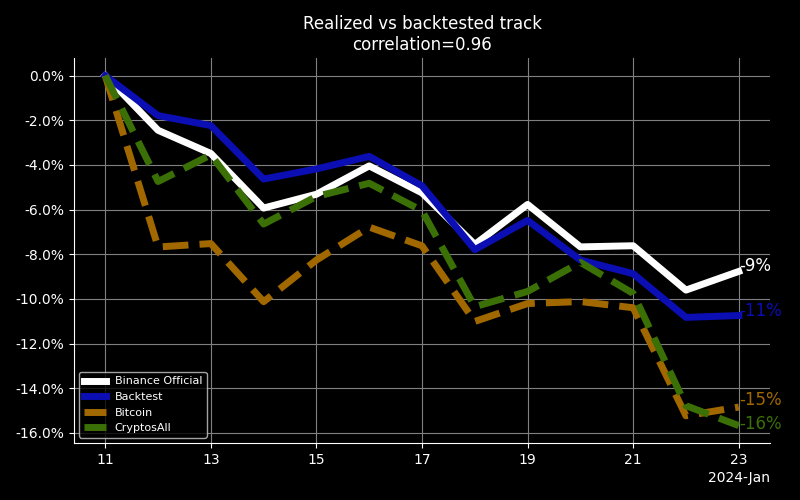 Realized vs backtested track
correlation=0.96
0.0%
-2.0%
-4.0%
-6.0%
-8.0%
-10.0%
-12.0%
-14.0%
-16.0%
-9%
-11%
-15%
-16%
Binance Official
Backtest
Bitcoin
CryptosAll
11 13 15 17 19 21 23
2024-Jan